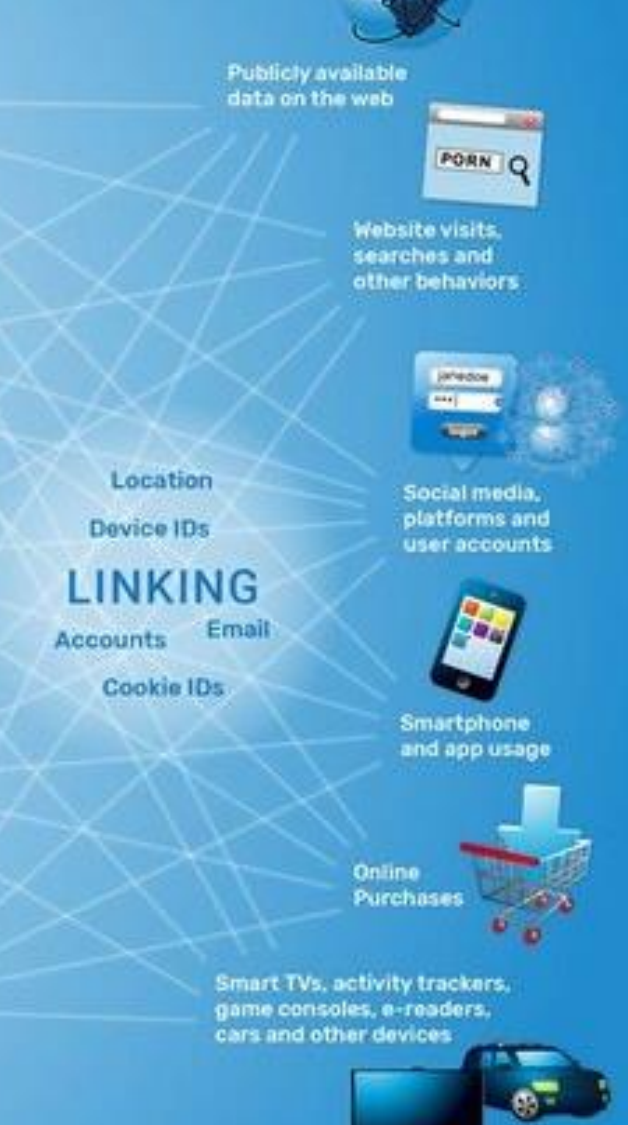 Publicly available
data on the web
PORN
Website visits,
searches and
other behaviors
janedoe
***|
Social media,
platforms and
user accounts
Location
Device IDs
LINKING
Accounts
Email
Cookie IDs
Smartphone
and app usage
Online
Purchases
Smart TVs, activity trackers,
game consoles, e-readers,
cars and other devices